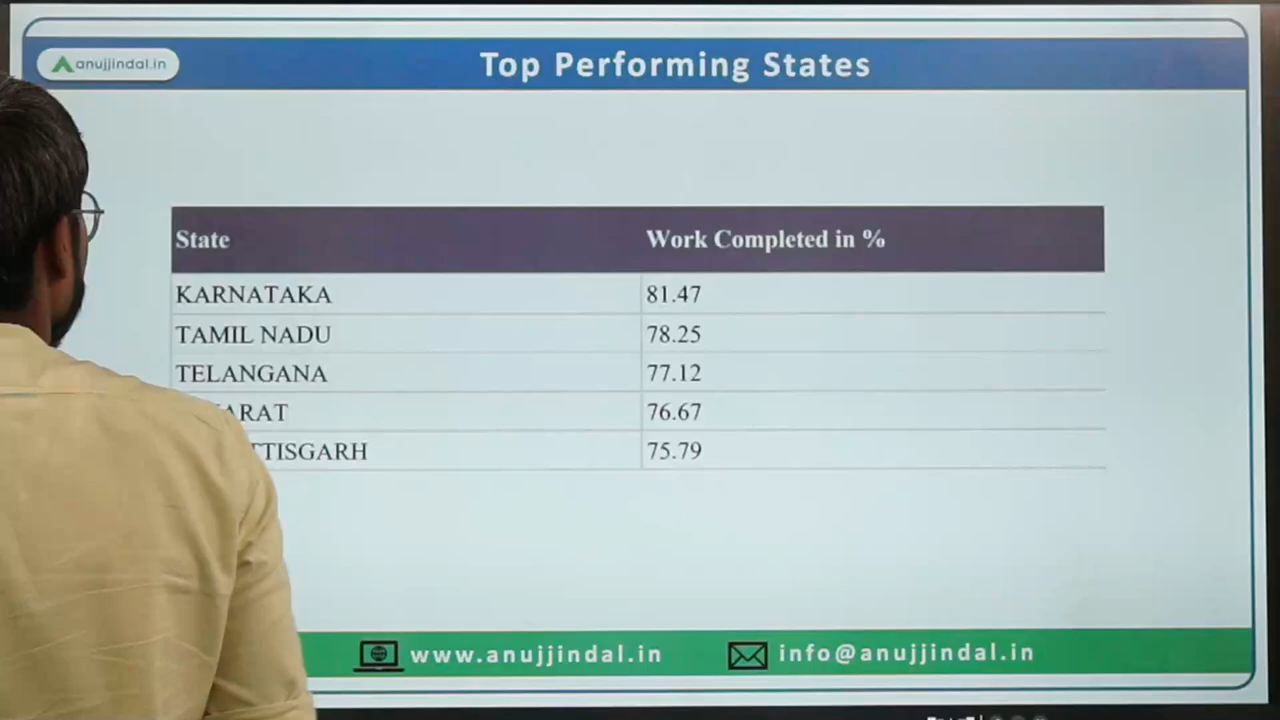 anujjindal.in
Top Performing States
State Work Completed in %
KARNATAKA 81.47
TAMIL NADU 78.25
TELANGANA 77.12
ARAT 76.67
TTISGARH 75.79
www.anujjindal.in info@anujjindal.in